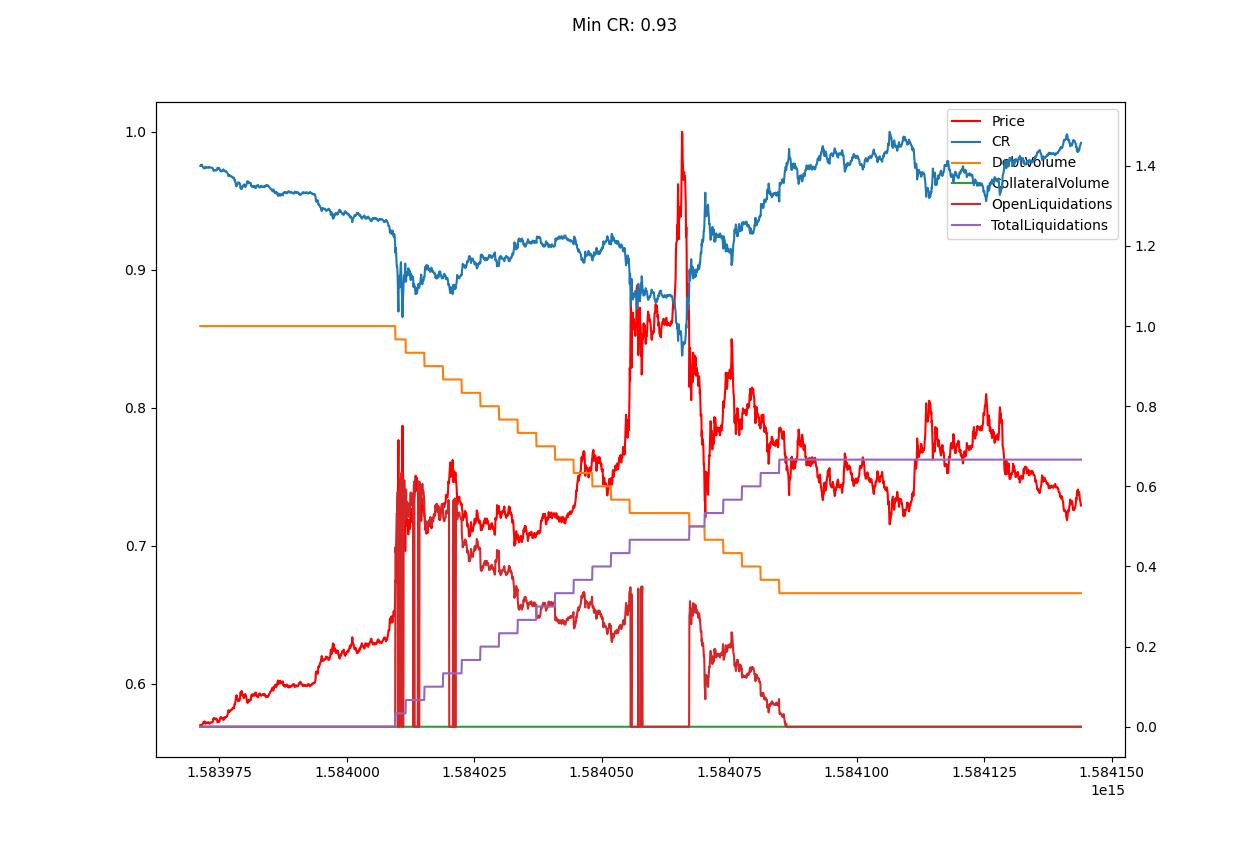 Min CR: 0.93
Price
CR
DebtVolume
CollateralVolume
OpenLiquidations
TotalLiquidations
1.0
0.9
0.8
0.7
0.6
1.4
1.2
1.0
0.8
0.6
0.4
0.2
0.0
1.583975 1.584000 1.584025 1.584050 1.584075 1.584100 1.584125 1.584150
1e15